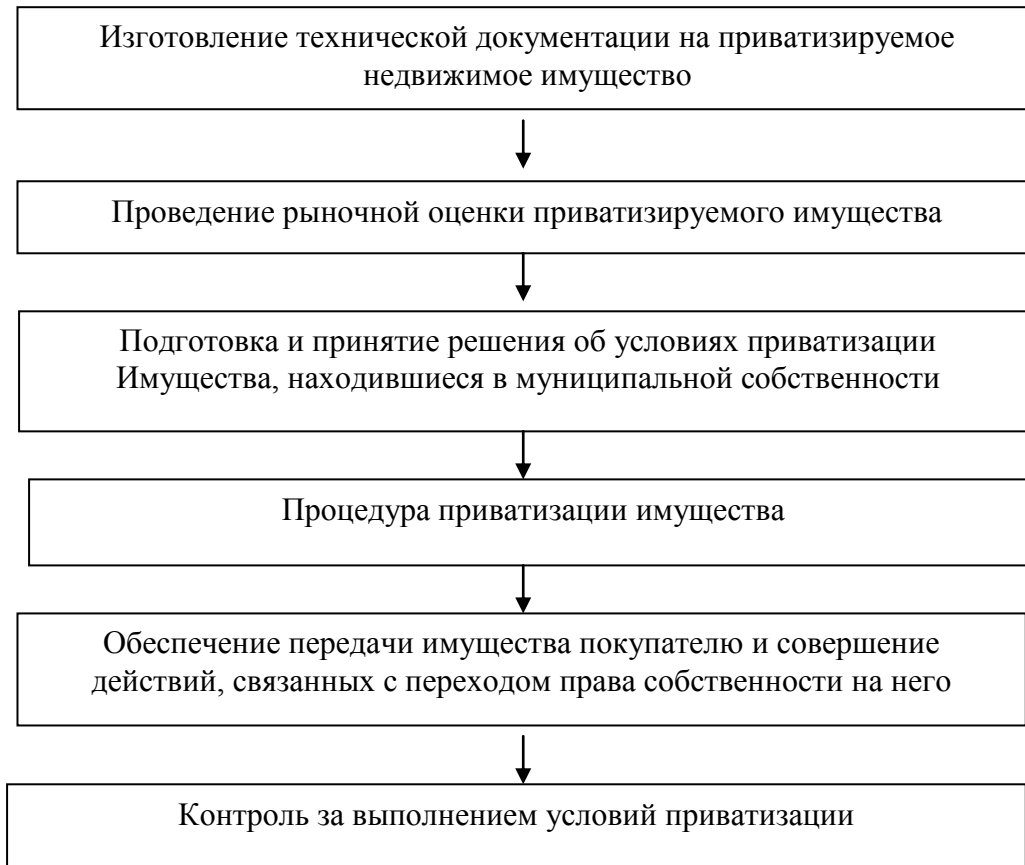 Изготовление технической документации на приватизируемое
недвижимое имущество
Проведение рыночной оценки приватизируемого имущества
Подготовка и принятие решения об условиях приватизации
Имущества, находившиеся в муниципальной собственности
Процедура приватизации имущества
Обеспечение передачи имущества покупателю и совершение
действий, связанных с переходом права собственности на него
Контроль за выполнением условий приватизации